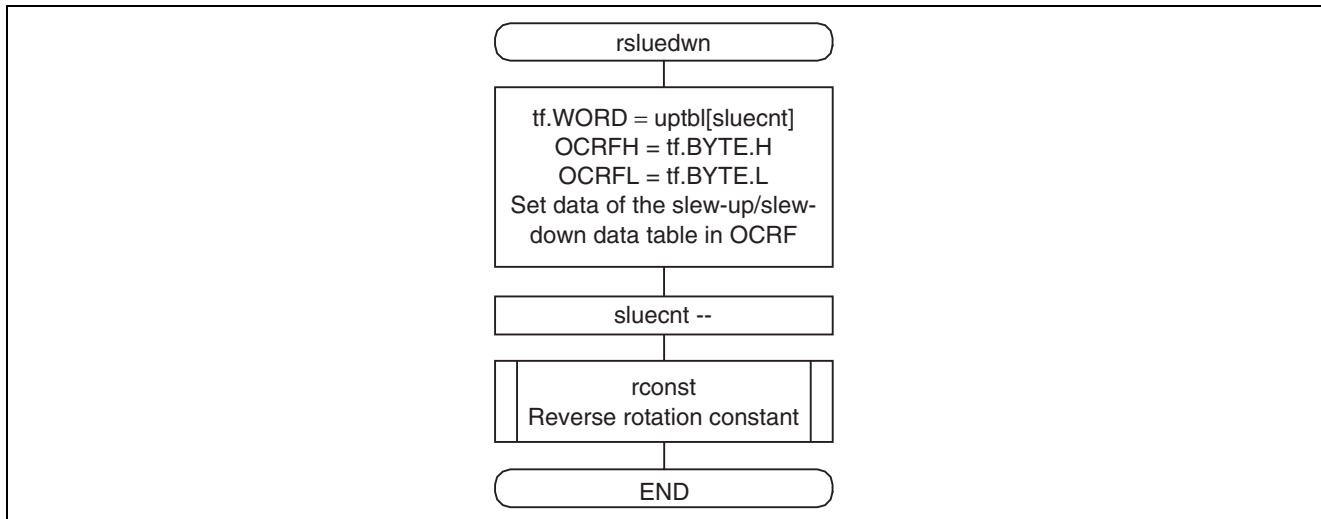 rsluedwn
tf.WORD = uptbl[sluecnt]
OCRFH = tf.BYTE.H
OCRFL = tf.BYTE.L
Set data of the slew-up/slew-
down data table in OCRF
sluecnt --
rconst
Reverse rotation constant
END